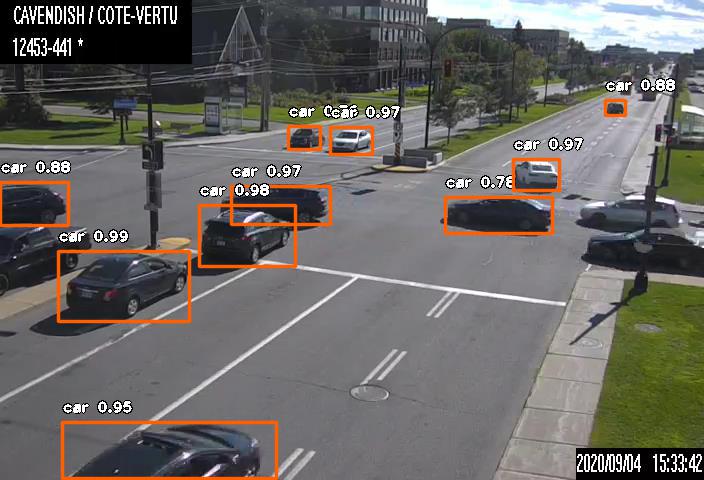 CAVENDISH / COTE-VERTU
12453-441 *
car 0.88
car 0.97
car 0.97
car 0.88
car 0.97
car 0.98
car 0.78
car 0.99
car 0.95
2020/09/04 15:33:42